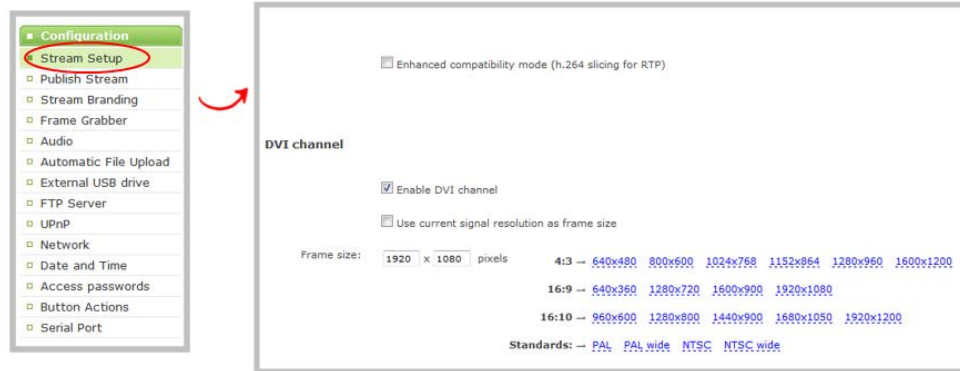 Configuration
Stream Setup
Publish Stream
Stream Branding
Frame Grabber
Audio
Automatic File Upload
External USB drive
FTP Server
UPnP
Network
Date and Time
Access passwords
Button Actions
Serial Port
Enhanced compatibility mode (h.264 slicing for RTP)
DVI channel
Enable DVI channel
Use current signal resolution as frame size
Frame size: 1920 x 1080 pixels 4:3 → 640x480 800x600 1024x768 1152x864 1280x960 1600x1200
16:9 → 640x360 1280x720 1600x900 1920x1080
16:10 → 960x600 1280x800 1440x900 1680x1050 1920x1200
Standards: → PAL PAL wide NTSC NTSC wide